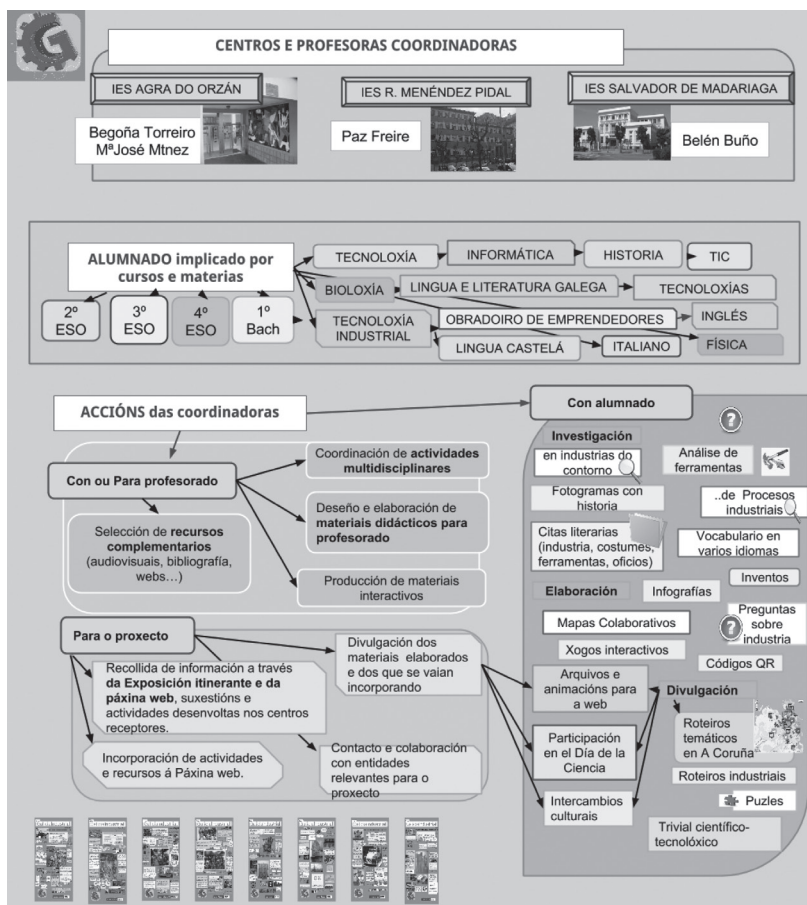 CENTROS E PROFESORAS COORDINADORAS
IES AGRA DO ORZÁN
Begoña Torreiro
MªJosé Mtnez
IES R. MENÉNDEZ PIDAL
Paz Freire
IES SALVADOR DE MADARIAGA
Belén Buño
ALUMNADO implicado por
cursos e materias
2º
ESO
3º
ESO
4º
ESO
1º
Bach
TECNOLOXÍA
INFORMÁTICA
HISTORIA
TIC
BIOLOXÍA
LINGUA E LITERATURA GALEGA
TECNOLOXÍAS
TECNOLOXÍA
INDUSTRIAL
OBRADOIRO DE EMPRENDEDORES
INGLÉS
LINGUA CASTELÁ
ITALIANO
FÍSICA
ACCIÓNS das coordinadoras
Con ou Para profesorado
Selección de recursos
complementarios
(audiovisuais, bibliografía,
webs…)
Coordinación de actividades
multidisciplinares
Deseño e elaboración de
materiais didácticos para
profesorado
Produción de materiais
interactivos
Para o proxecto
Recollida de información a través
da Exposición itinerante e da
páxina web, suxestións e
actividades desenvoltas nos centros
receptores.
Incorporación de actividades
e recursos á Páxina web.
Divulgación dos
materiais elaborados
e dos que se vaian
incorporando
Contacto e colaboración
con entidades
relevantes para o
proxecto
Con alumnado
Investigación
en industrias do
contorno
Análise de
ferramentas
Fotogramas con
historia
..de Procesos
industriais
Citas literarias
(industria, costumes,
ferramentas, oficios)
Vocabulario en
varios idiomas
Inventos
Elaboración
Infografías
Mapas Colaborativos
?
?
Preguntas
sobre
industria
Xogos interactivos
Códigos QR
Arquivos e
animacións para
a web
Divulgación
Participación
en el Día de la
Ciencia
Roteiros
temáticos
en A Coruña
Intercambios
culturais
Roteiros industriais
Puzles
Trivial científico-
tecnolóxico